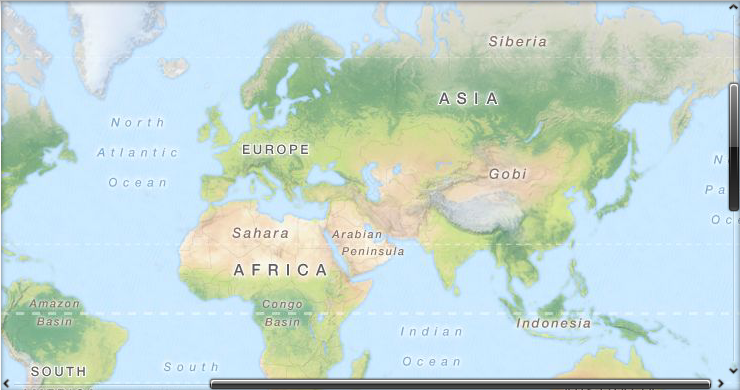 Siberia
ASIA
North
Atlantic
Ocean
EUROPE
Gobi
N
Pa
Oc
Sahara
Arabian
Peninsula
AFRICA
Amazon
Basin
Congo
Basin
Indonesia
Indian
Ocean
South
SOUTH